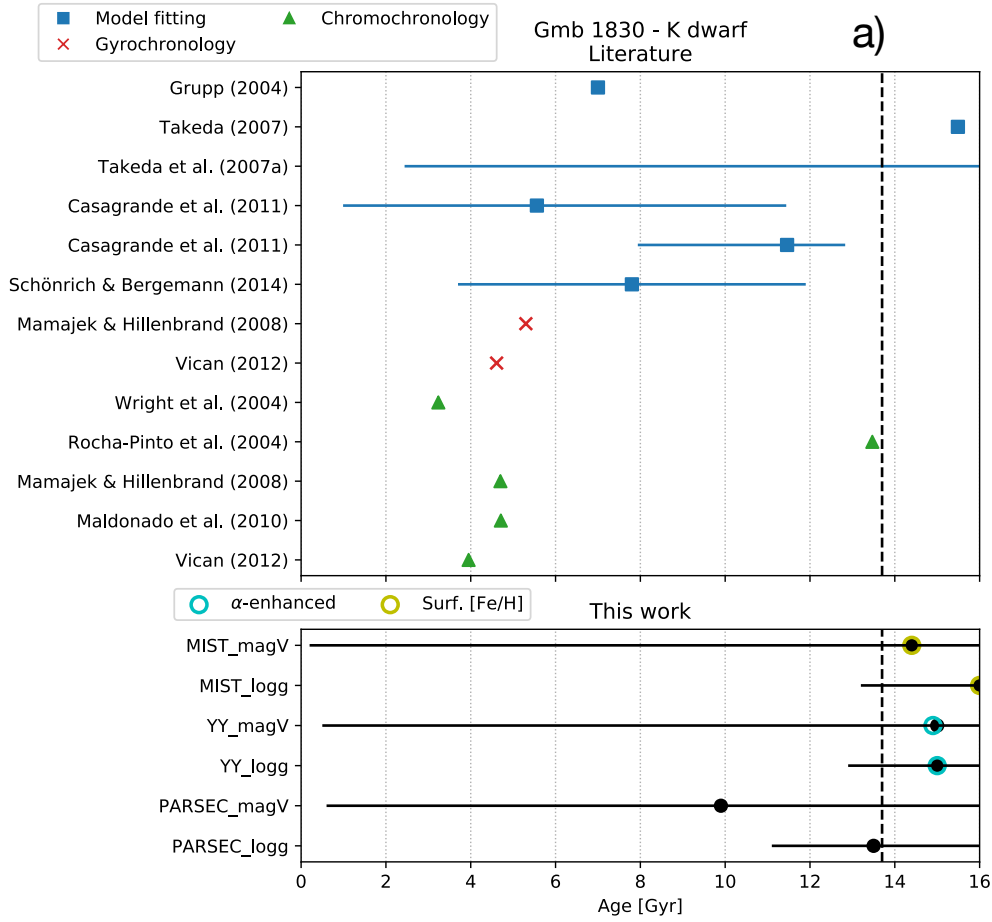 Model fitting
Chromochronology
Gyrochronology
Gmb 1830 - K dwarf
Literature
a)
Grupp (2004)
Takeda (2007)
Takeda et al. (2007a)
Casagrande et al. (2011)
Casagrande et al. (2011)
Schönrich & Bergemann (2014)
Mamajek & Hillenbrand (2008)
Vican (2012)
Wright et al. (2004)
Rocha-Pinto et al. (2004)
Mamajek & Hillenbrand (2008)
Maldonado et al. (2010)
Vican (2012)
α-enhanced
Surf. [Fe/H]
This work
MIST_magV
MIST_logg
YY_magV
YY_logg
PARSEC_magV
PARSEC_logg
0 2 4 6 8 10 12 14 16
Age [Gyr]